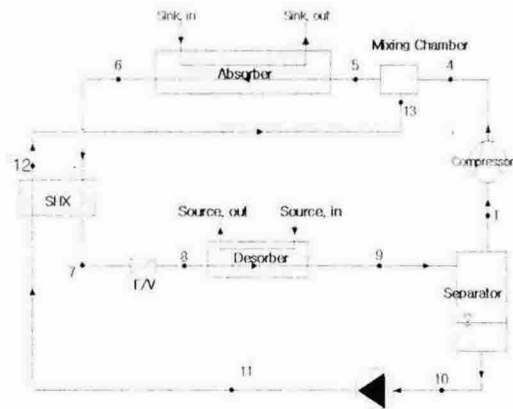 Sink, in
Sink, out
Mixing Chamber
6
Absorber
5
4
13
12
Compressor
SHX
Source, out
Source, in
1
7
8
Desorber
9
E/V
Separator
2
11
10